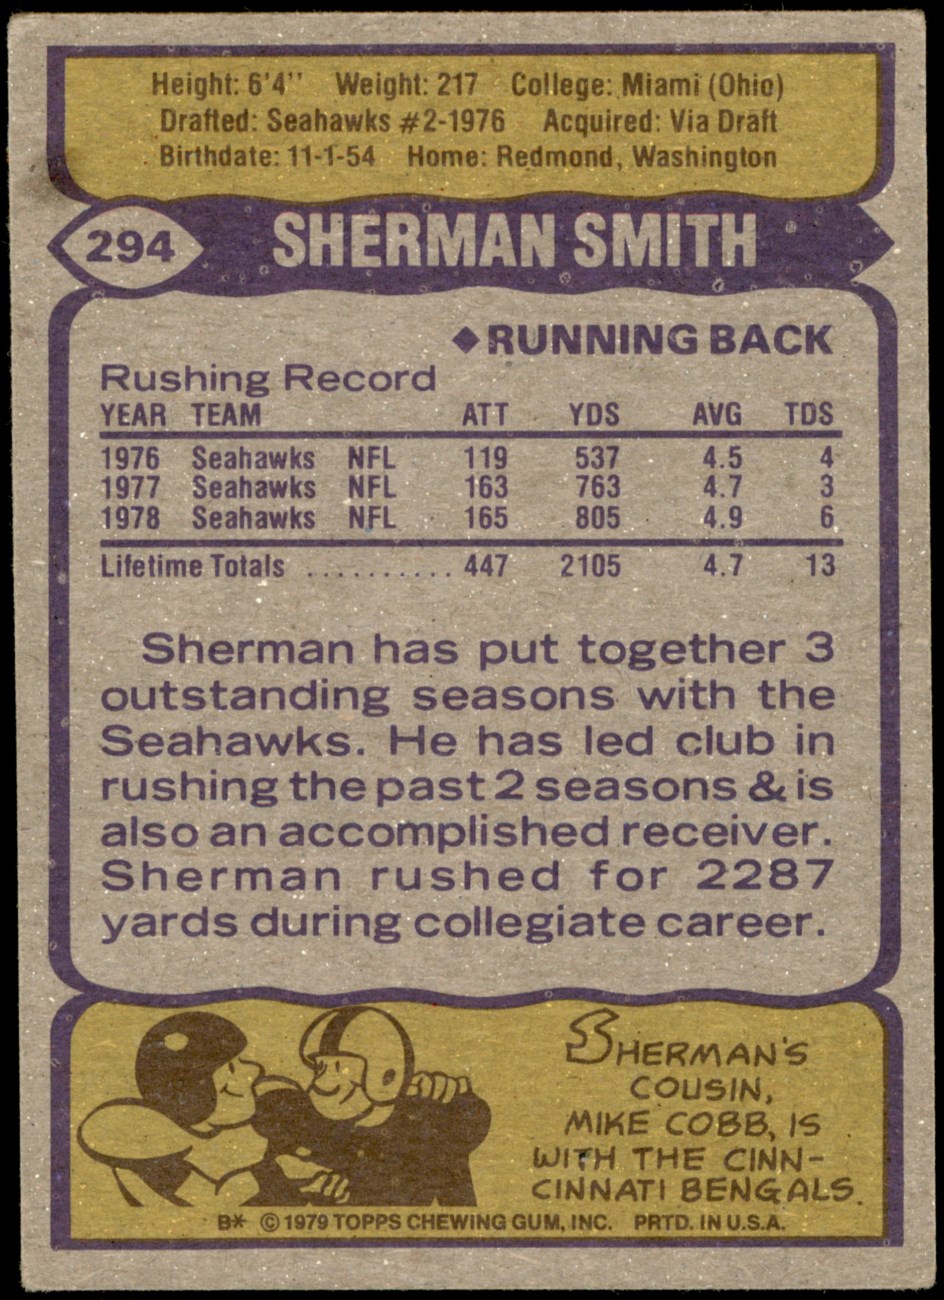 Height: 6'4'' Weight: 217 College: Miami (Ohio)
Drafted: Seahawks #2-1976 Acquired: Via Draft
Birthdate: 11-1-54 Home: Redmond, Washington
294 SHERMAN SMITH
◆RUNNING BACK
Rushing Record
YEAR TEAM ATT YDS AVG TDS
1976 Seahawks NFL 119 537 4.5 4
1977 Seahawks NFL 163 763 4.7 3
1978 Seahawks NFL 165 805 4.9 6
Lifetime Totals .......... 447 2105 4.7 13
Sherman has put together 3
outstanding seasons with the
Seahawks. He has led club in
rushing the past 2 seasons & is
also an accomplished receiver.
Sherman rushed for 2287
yards during collegiate career.
SHERMAN'S
COUSIN,
MIKE COBB, IS
WITH THE CINN-
CINNATI BENGALS.
B* © 1979 TOPPS CHEWING GUM, INC. PRTD. IN U.S.A.